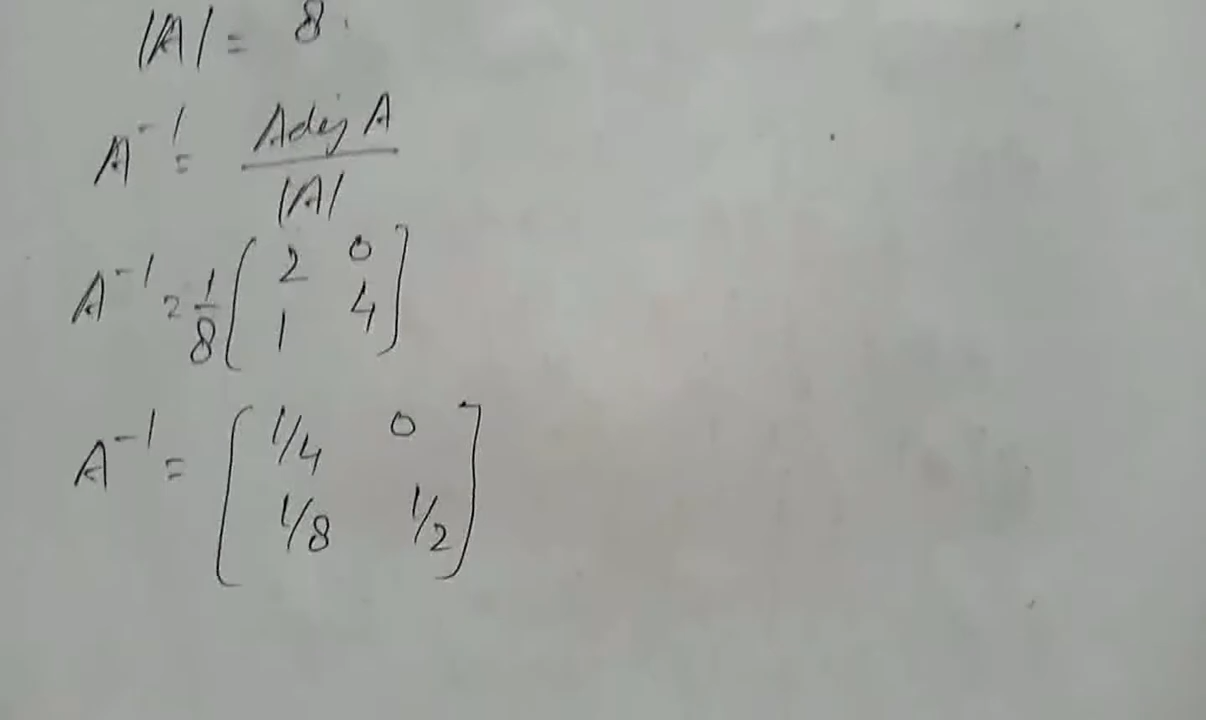 |A| = 8.
A⁻¹ = Adj A / |A|
A⁻¹ = 1/8 [ 2 0
1 4 ]
A⁻¹ = [ 1/4 0
1/8 1/2 ]